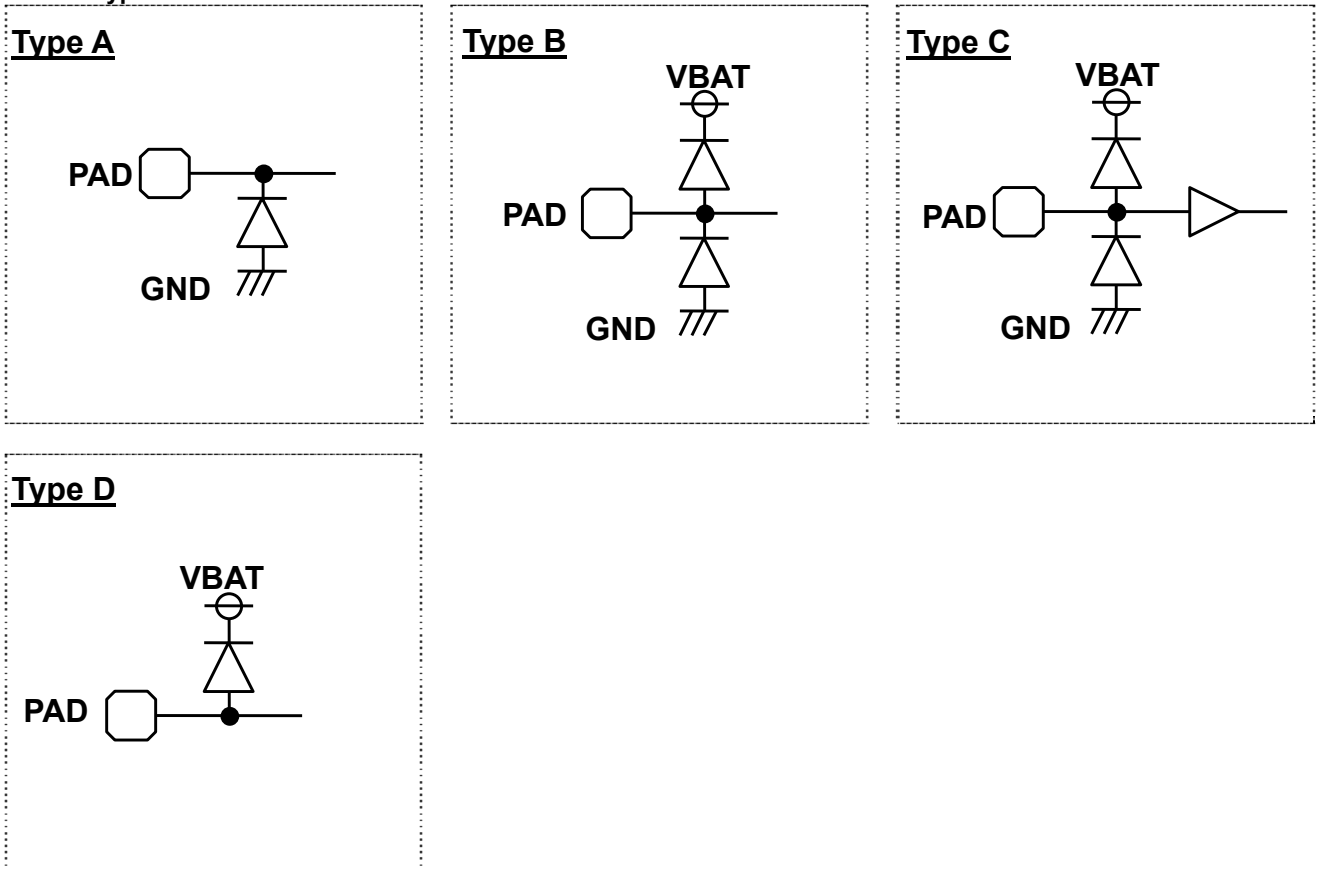 Type A
PAD
GND
Type B
VBAT
PAD
GND
Type C
VBAT
PAD
GND
Type D
VBAT
PAD